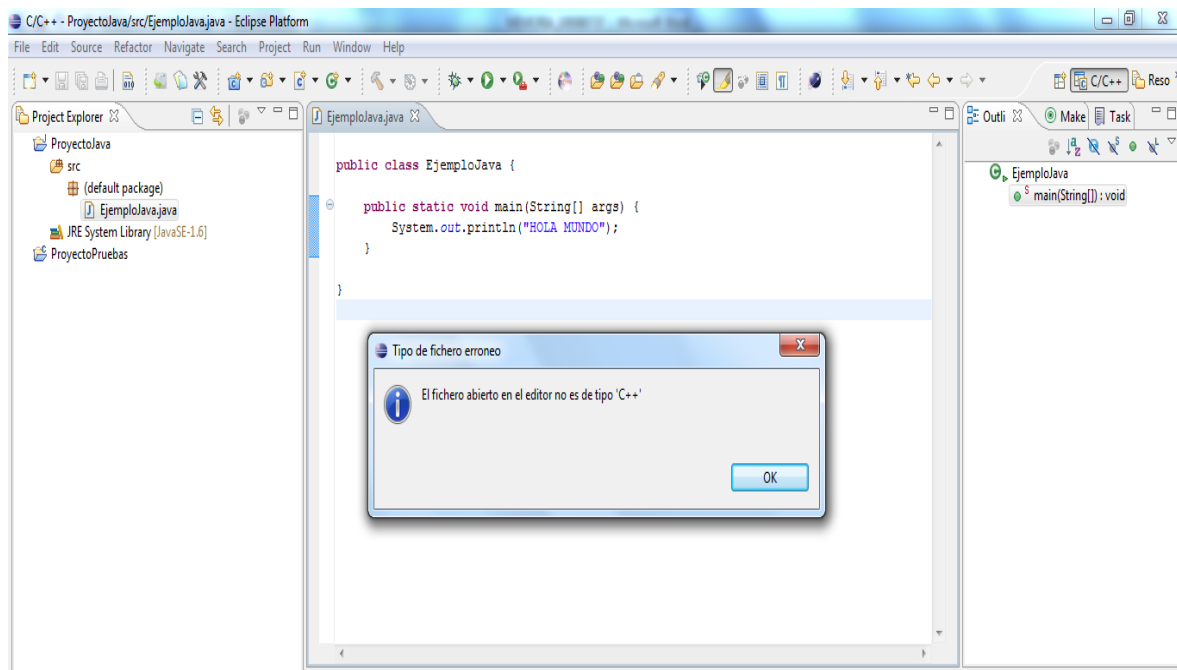 C/C++ - ProyectoJava/src/EjemploJava.java - Eclipse Platform
File Edit Source Refactor Navigate Search Project Run Window Help
C/C++ Reso
Project Explorer
EjemploJava.java
Outli Make Task
ProyectoJava
src
(default package)
EjemploJava.java
JRE System Library [JavaSE-1.6]
ProyectoPruebas
public class EjemploJava {
public static void main(String[] args) {
System.out.println("HOLA MUNDO");
}
}
EjemploJava
main(String[]) : void
Tipo de fichero erroneo
El fichero abierto en el editor no es de tipo 'C++'
OK